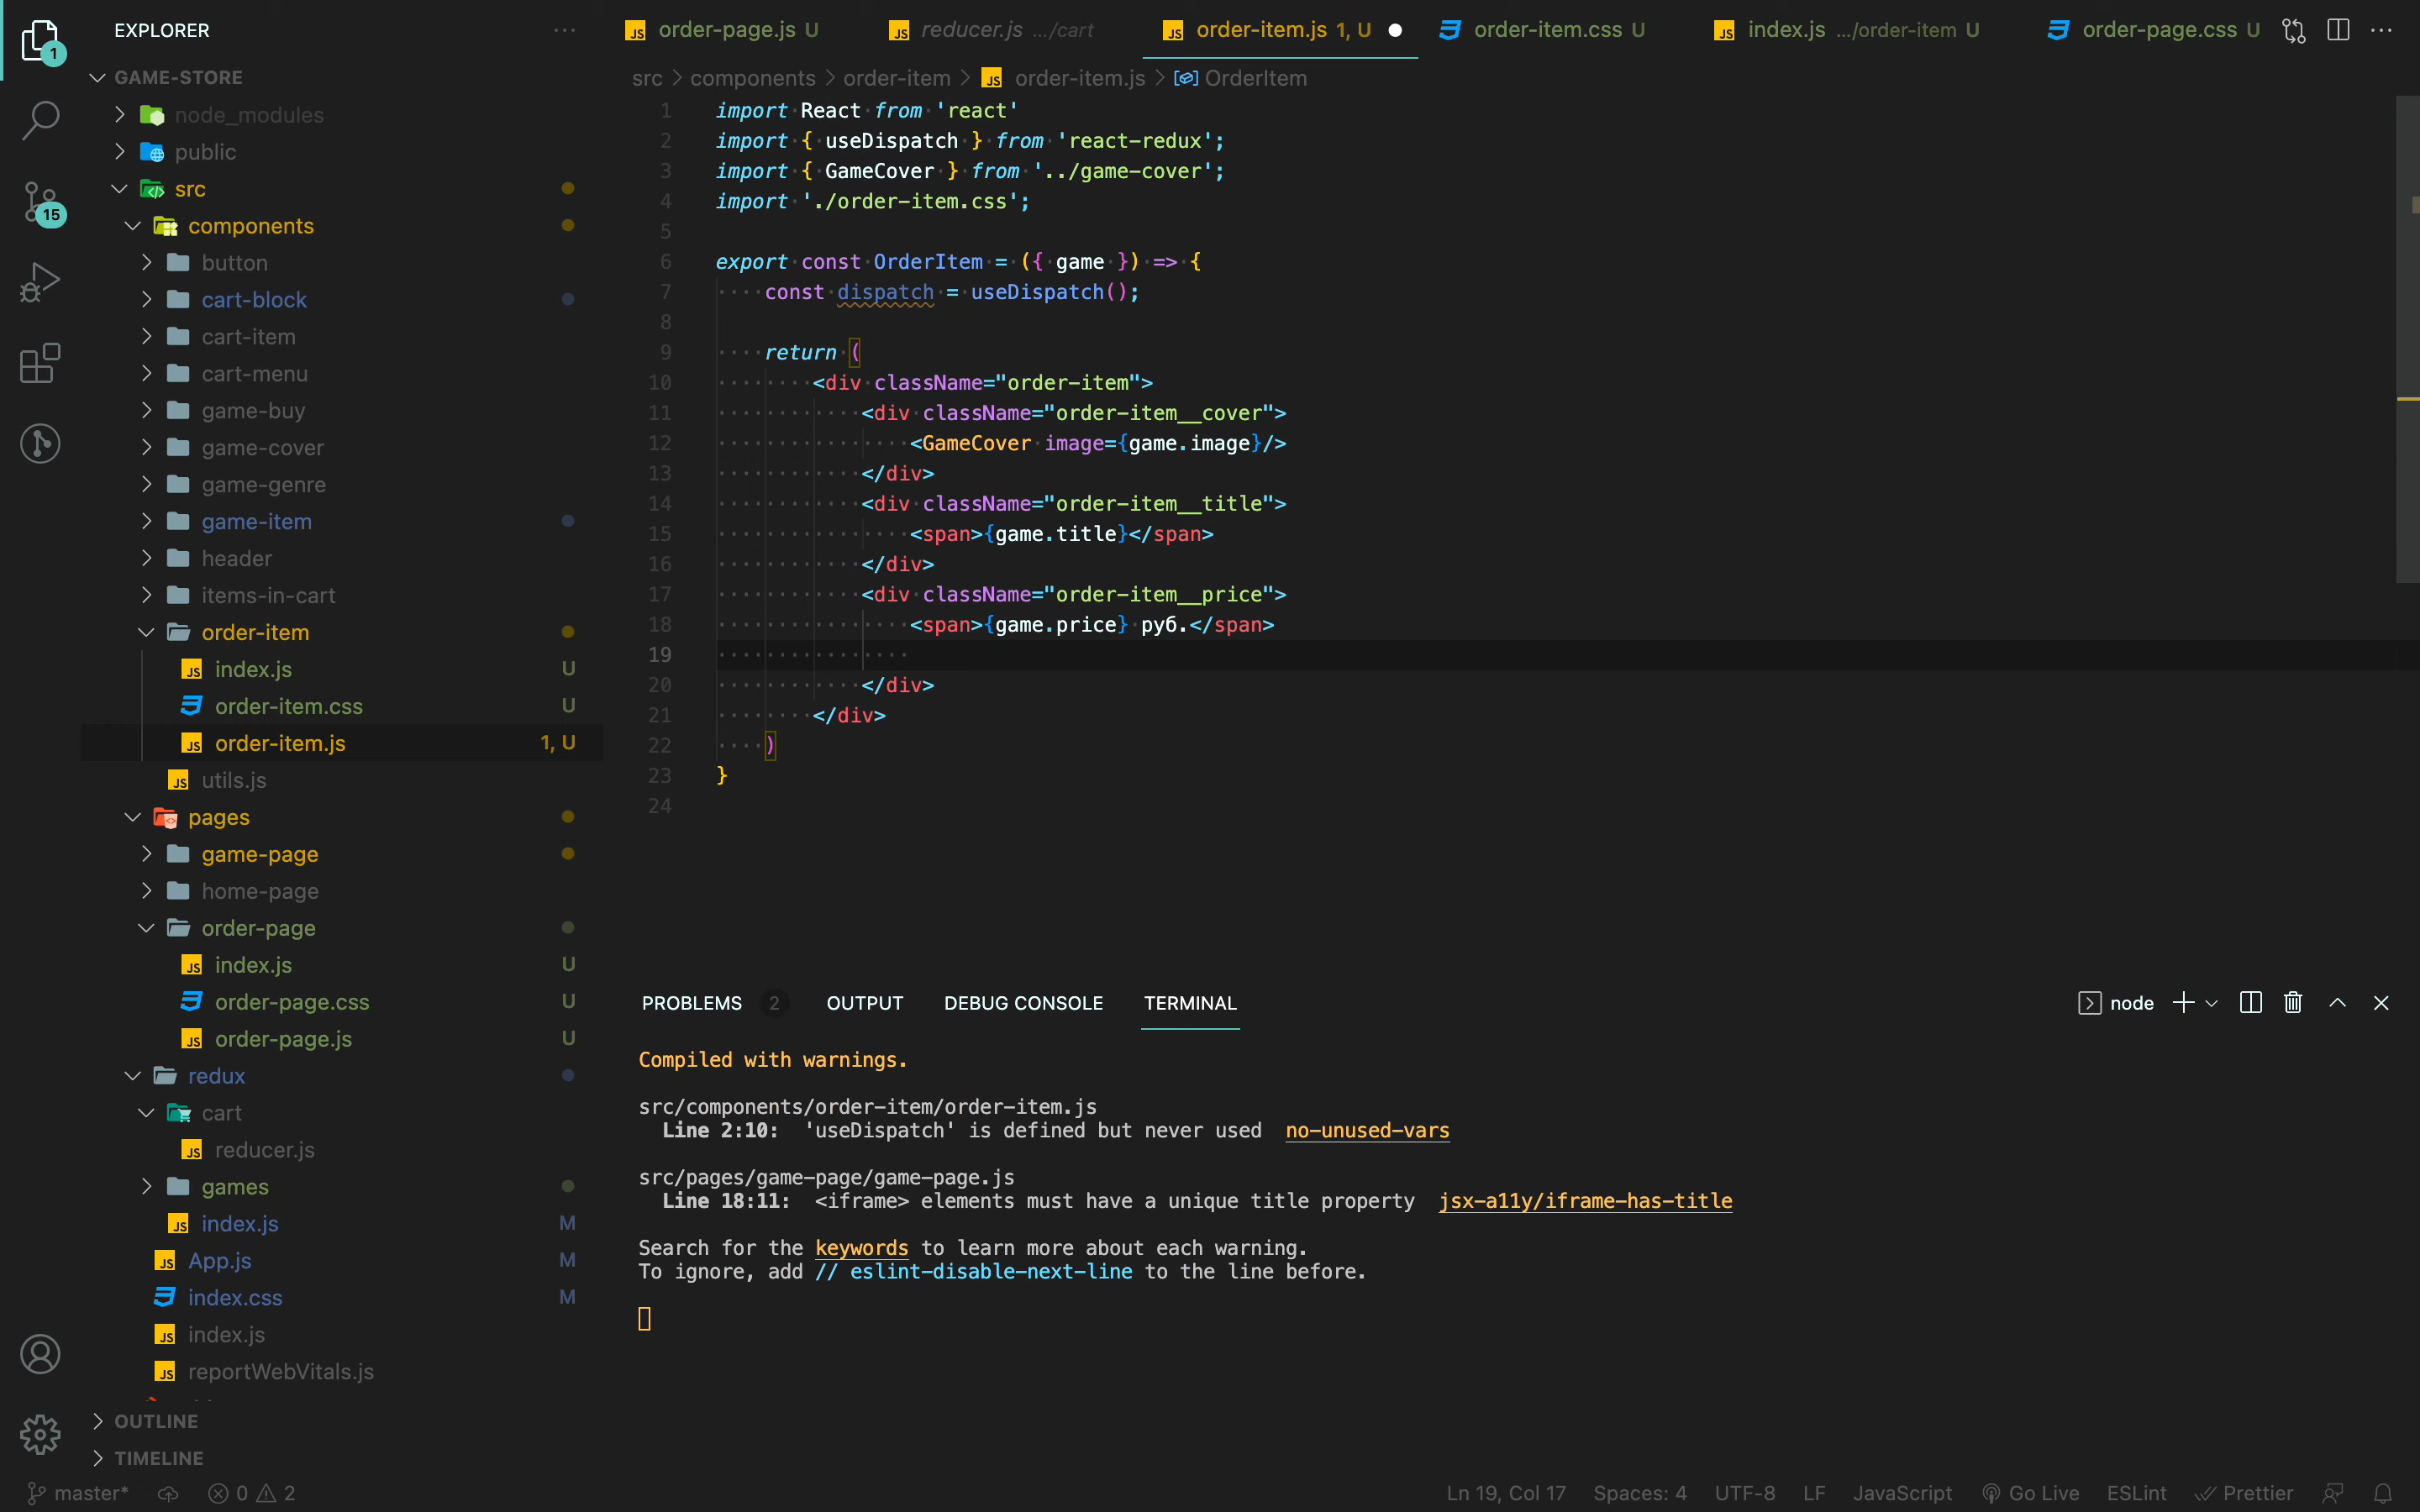 EXPLORER
GAME-STORE
node_modules
public
src
components
button
cart-block
cart-item
cart-menu
game-buy
game-cover
game-genre
game-item
header
items-in-cart
order-item
index.js U
order-item.css U
order-item.js 1, U
utils.js
pages
game-page
home-page
order-page
index.js U
order-page.css U
order-page.js U
redux
cart
reducer.js
games
index.js M
App.js M
index.css M
index.js
reportWebVitals.js
OUTLINE
TIMELINE
1
15
order-page.js U reducer.js .../cart order-item.js 1, U order-item.css U index.js .../order-item U order-page.css U
src > components > order-item > order-item.js > OrderItem
1 import React from 'react'
2 import { useDispatch } from 'react-redux';
3 import { GameCover } from '../game-cover';
4 import './order-item.css';
5
6 export const OrderItem = ({ game }) => {
7 const dispatch = useDispatch();
8
9 return (
10 <div className="order-item">
11 <div className="order-item__cover">
12 <GameCover image={game.image}/>
13 </div>
14 <div className="order-item__title">
15 <span>{game.title}</span>
16 </div>
17 <div className="order-item__price">
18 <span>{game.price} руб.</span>
19
20 </div>
21 </div>
22 )
23 }
24
PROBLEMS 2 OUTPUT DEBUG CONSOLE TERMINAL node
Compiled with warnings.
src/components/order-item/order-item.js
Line 2:10: 'useDispatch' is defined but never used no-unused-vars
src/pages/game-page/game-page.js
Line 18:11: <iframe> elements must have a unique title property jsx-a11y/iframe-has-title
Search for the keywords to learn more about each warning.
To ignore, add // eslint-disable-next-line to the line before.
master* 0 2 Ln 19, Col 17 Spaces: 4 UTF-8 LF JavaScript Go Live ESLint Prettier